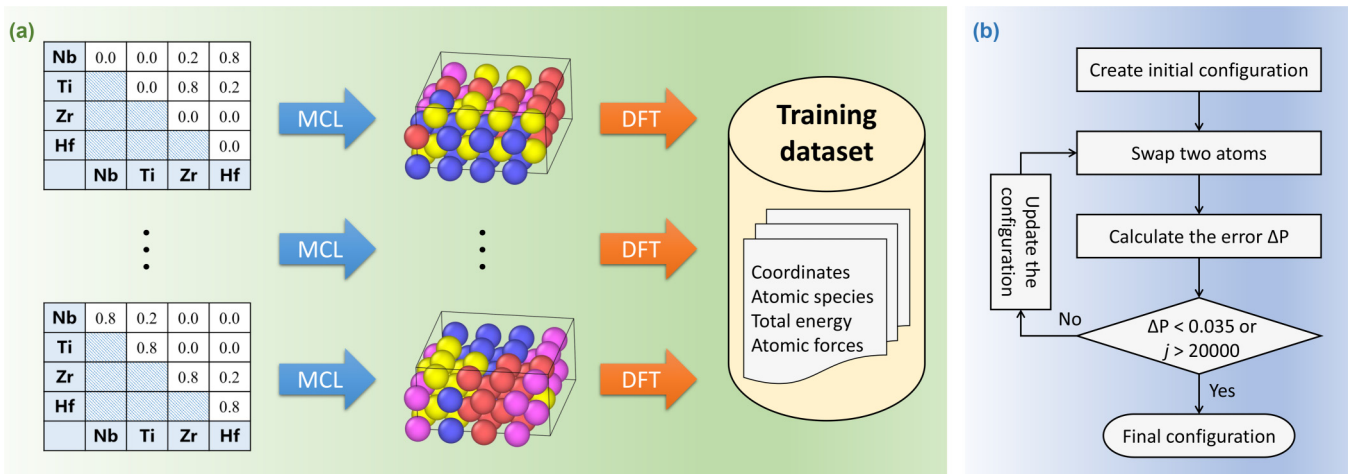 (a)
Nb 0.0 0.0 0.2 0.8
Ti 0.0 0.8 0.2
Zr 0.0 0.0
Hf 0.0
Nb Ti Zr Hf
MCL
DFT
MCL
DFT
Nb 0.8 0.2 0.0 0.0
Ti 0.8 0.0 0.0
Zr 0.8 0.2
Hf 0.8
Nb Ti Zr Hf
MCL
DFT
Training
dataset
Coordinates
Atomic species
Total energy
Atomic forces
(b)
Create initial configuration
Swap two atoms
Calculate the error ΔP
Update the
configuration
ΔP < 0.035 or
j > 20000
No
Yes
Final configuration